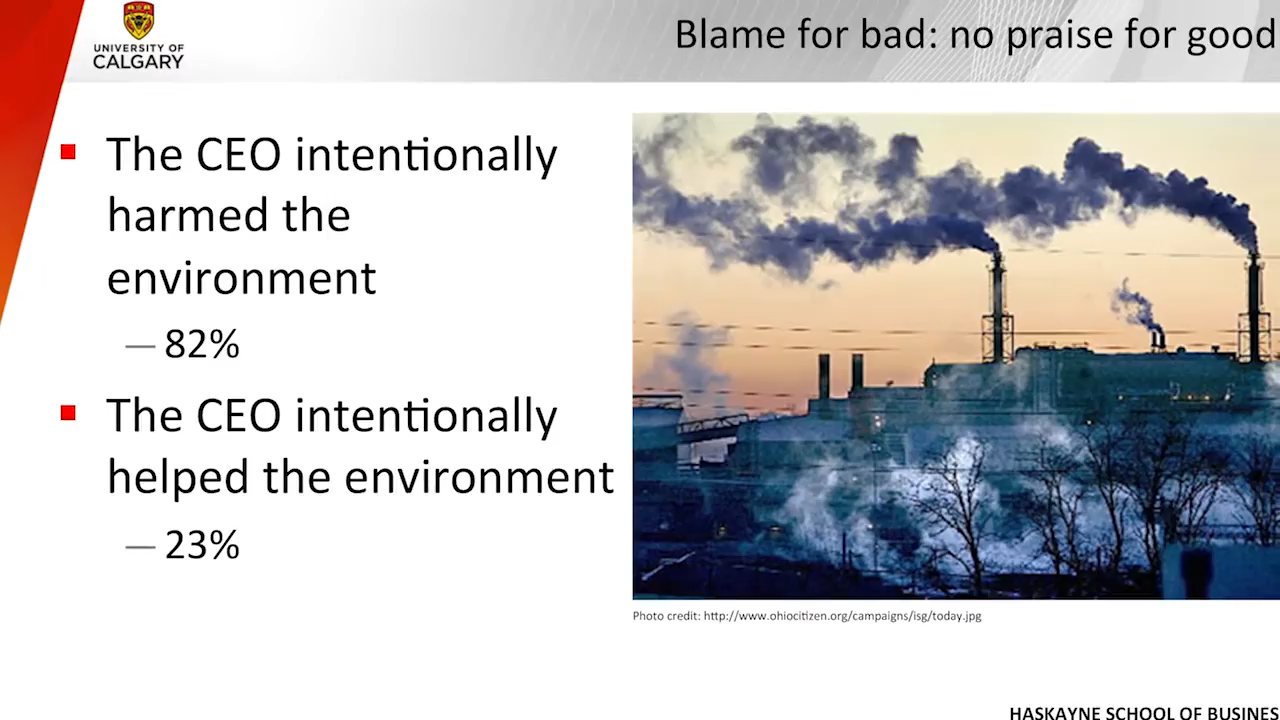 UNIVERSITY OF
CALGARY
Blame for bad: no praise for good
▪ The CEO intentionally
harmed the
environment
— 82%
▪ The CEO intentionally
helped the environment
— 23%
Photo credit: http://www.ohiocitizen.org/campaigns/isg/today.jpg
HASKAYNE SCHOOL OF BUSINES